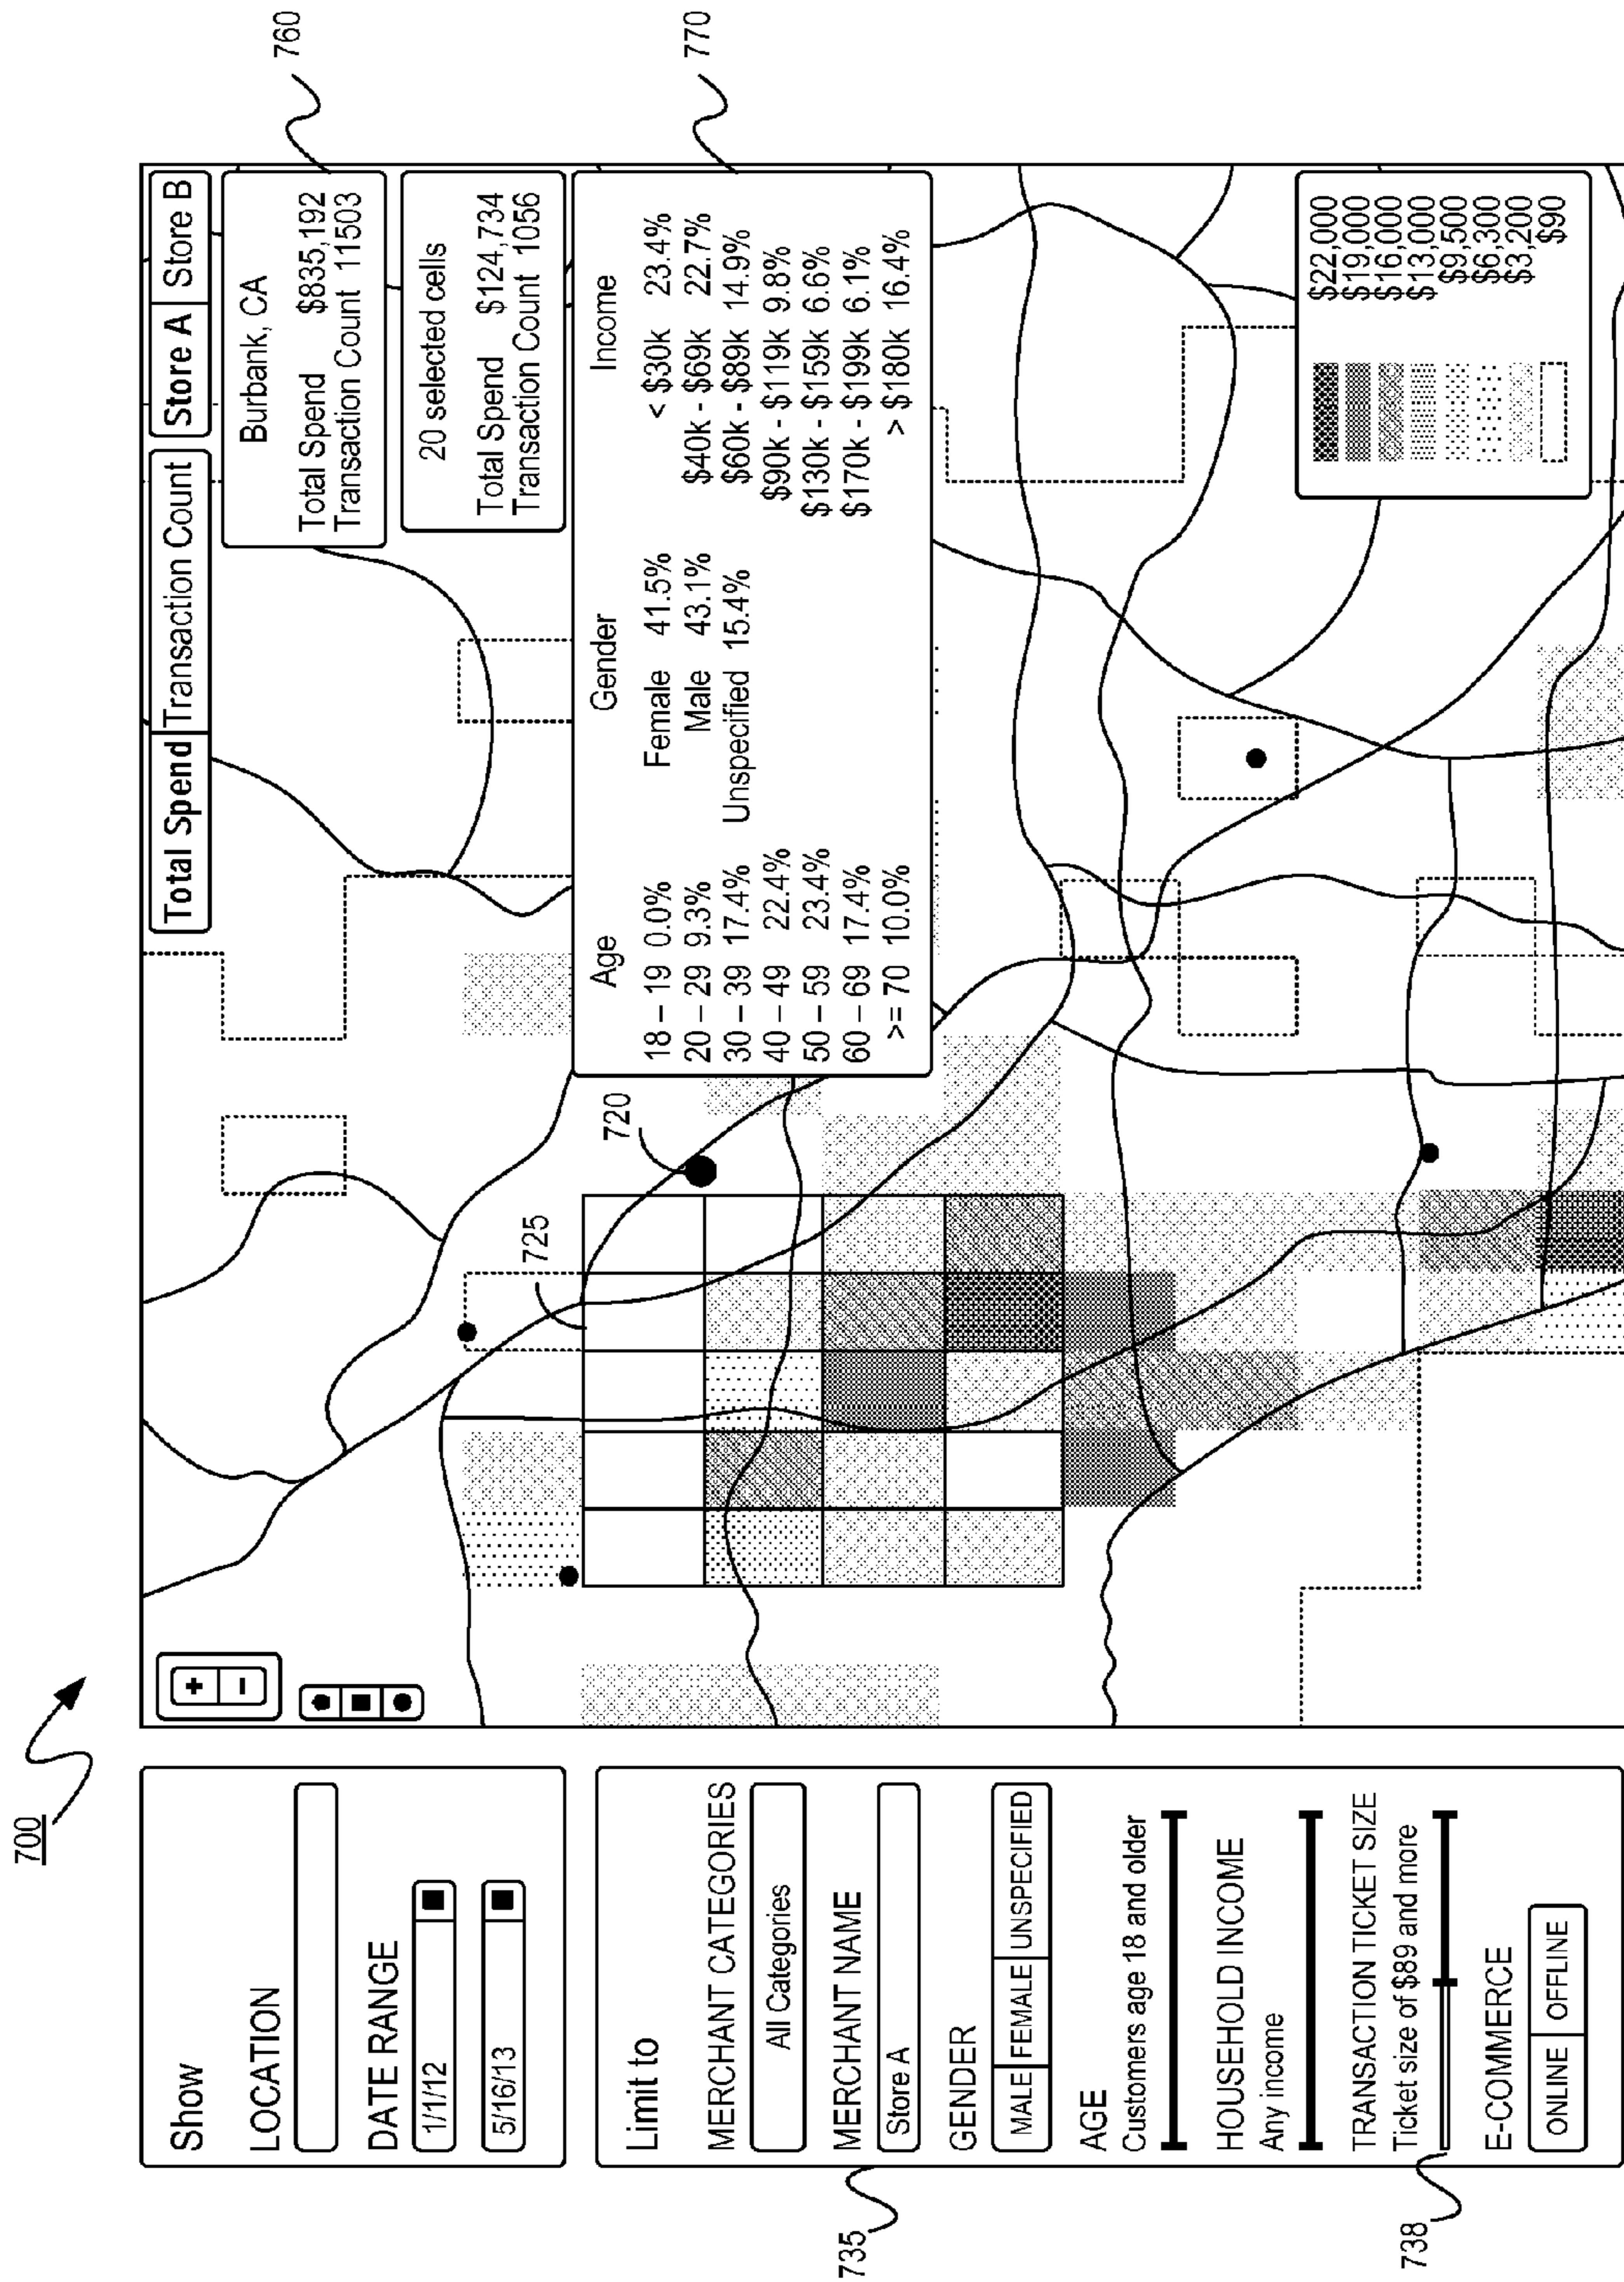 700
Show
LOCATION
DATE RANGE
1/1/12
5/16/13
Limit to
MERCHANT CATEGORIES
All Categories
MERCHANT NAME
Store A
735
GENDER
MALE FEMALE UNSPECIFIED
AGE
Customers age 18 and older
HOUSEHOLD INCOME
Any income
TRANSACTION TICKET SIZE
Ticket size of $89 and more
738
E-COMMERCE
ONLINE OFFLINE
+
−
Total Spend Transaction Count
Store A Store B
Burbank, CA
Total Spend $835,192
Transaction Count 11503
760
20 selected cells
Total Spend $124,734
Transaction Count 1056
Age Gender Income
18 – 19 0.0% Female 41.5% < $30k 23.4%
20 – 29 9.3% Male 43.1% $40k - $69k 22.7%
30 – 39 17.4% Unspecified 15.4% $60k - $89k 14.9%
40 – 49 22.4% $90k - $119k 9.8%
50 – 59 23.4% $130k - $159k 6.6%
60 – 69 17.4% $170k - $199k 6.1%
>= 70 10.0% > $180k 16.4%
770
725
720
$22,000
$19,000
$16,000
$13,000
$9,500
$6,300
$3,200
$90